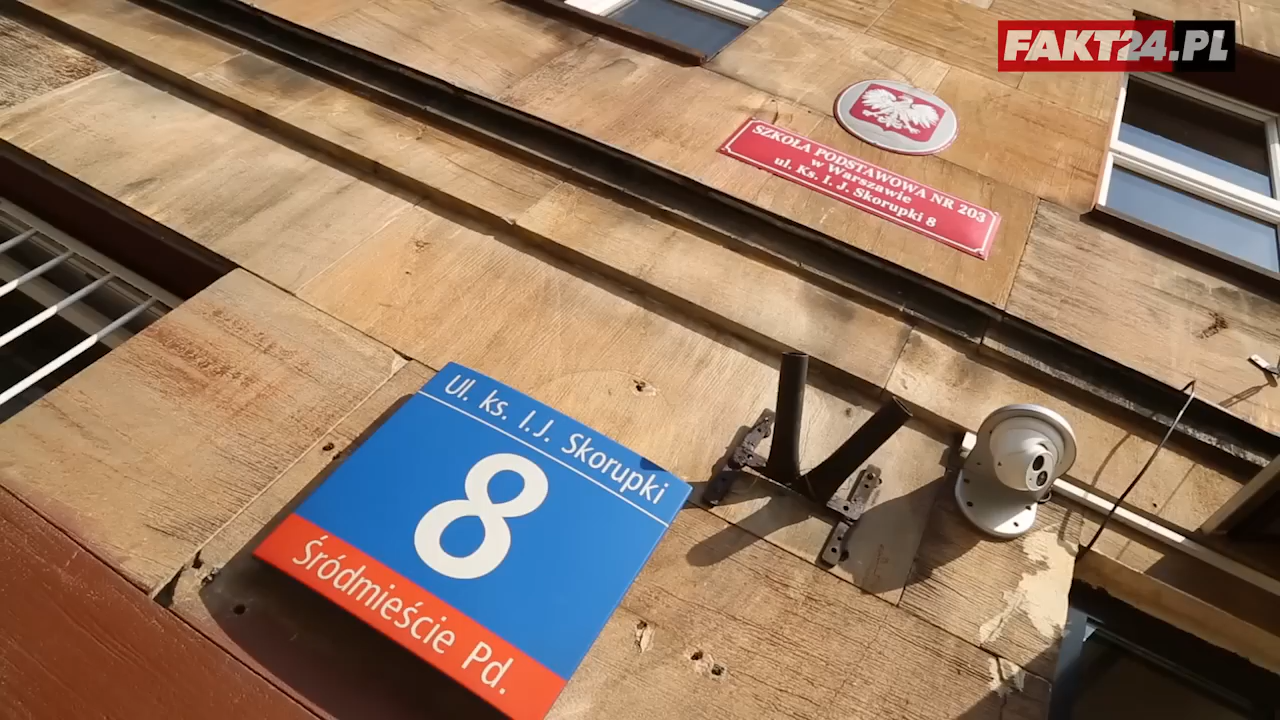 FAKT24.PL
SZKOŁA PODSTAWOWA NR 203
w Warszawie
ul. Ks. I. J. Skorupki 8
Ul. ks. I.J. Skorupki
8
Śródmieście Pd.